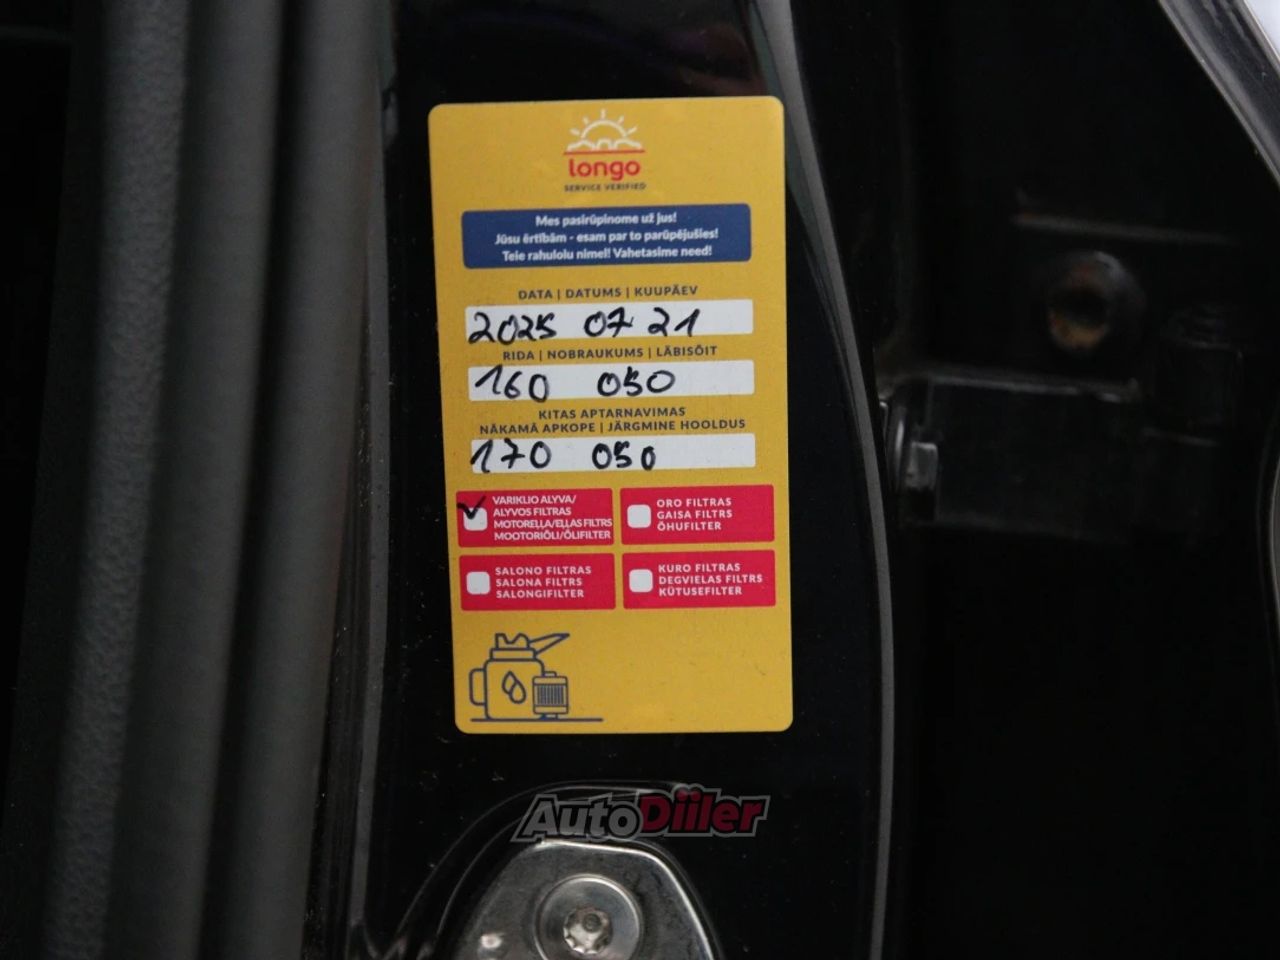 longo
SERVICE VERIFIED
Mes pasirūpinome už jus!
Jūsu ērtībām - esam par to parūpējušies!
Teie rahuloiu nimel! Vahetasime need!
DATA | DATUMS | KUUPÄEV
2025 07 21
RIDA | NOBRAUKUMS | LÄBISÕIT
160 050
KITAS APTARNAVIMAS
NĀKAMĀ APKOPE | JÄRGMINE HOOLDUS
170 050
VARIKLIO ALYVA/
ALYVOS FILTRAS
MOTOREĻĻA/EĻĻAS FILTRS
MOOTORIÕLI/ÕLIFILTER
ORO FILTRAS
GAISA FILTRS
ÕHUFILTER
SALONO FILTRAS
SALONA FILTRS
SALONGIFILTER
KURO FILTRAS
DEGVIELAS FILTRS
KÜTUSEFILTER
AutoDiiler